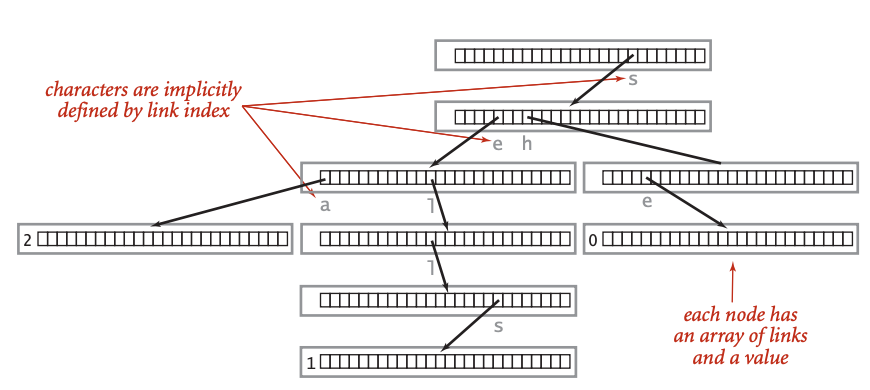 s
characters are implicitly
defined by link index
e h
a
l
e
2
0
l
each node has
an array of links
and a value
s
1